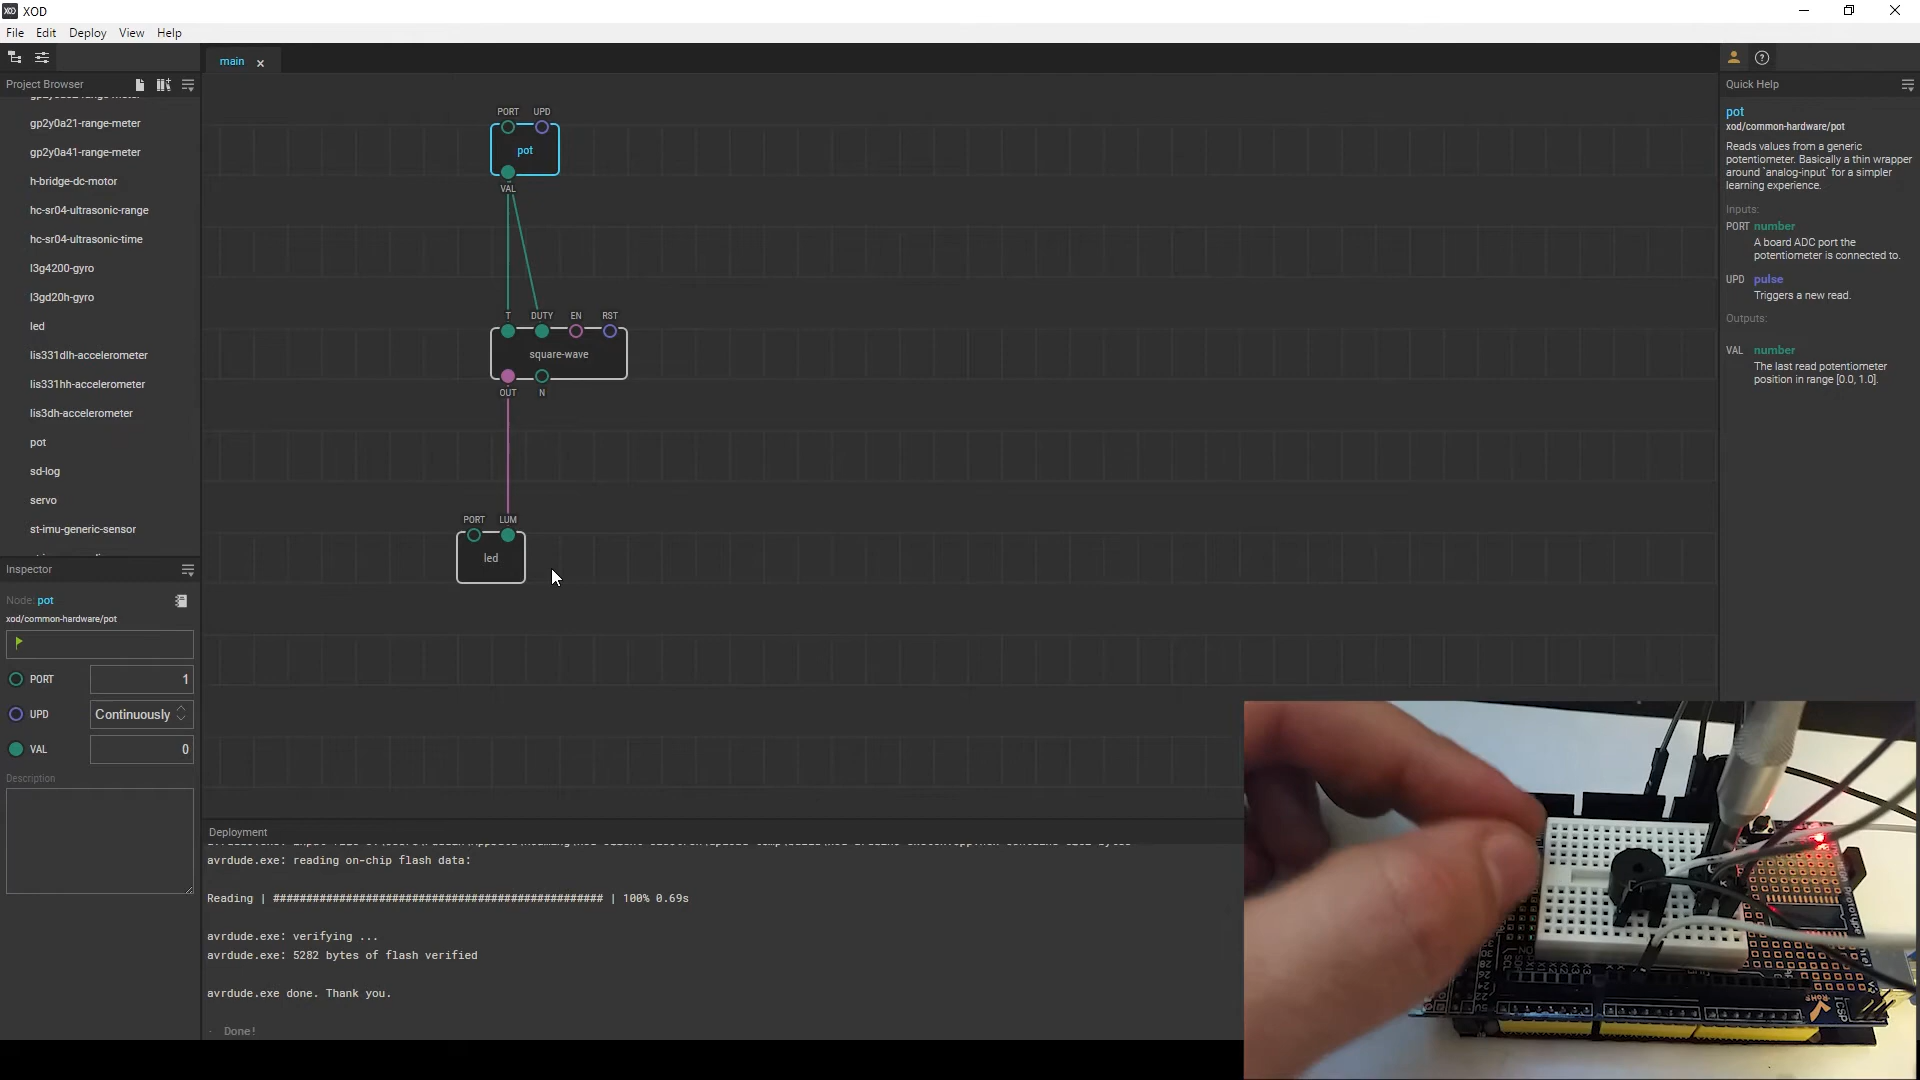 XOD
File Edit Deploy View Help
Project Browser
gp2y0a21-range-meter
gp2y0a41-range-meter
h-bridge-dc-motor
hc-sr04-ultrasonic-range
hc-sr04-ultrasonic-time
l3g4200-gyro
l3gd20h-gyro
led
lis331dlh-accelerometer
lis331hh-accelerometer
lis3dh-accelerometer
pot
sd-log
servo
st-imu-generic-sensor
Inspector
Node: pot
xod/common-hardware/pot
PORT 1
UPD Continuously
VAL 0
Description
main
PORT UPD
pot
VAL
T DUTY EN RST
square-wave
OUT N
PORT LUM
led
Deployment
avrdude.exe: reading on-chip flash data:
Reading | ################################################## | 100% 0.69s
avrdude.exe: verifying ...
avrdude.exe: 5282 bytes of flash verified
avrdude.exe done. Thank you.
Done!
Quick Help
pot
xod/common-hardware/pot
Reads values from a generic
potentiometer. Basically a thin wrapper
around `analog-input` for a simpler
learning experience.
Inputs:
PORT number
A board ADC port the
potentiometer is connected to.
UPD pulse
Triggers a new read.
Outputs:
VAL number
The last read potentiometer
position in range [0.0, 1.0].
ICSP